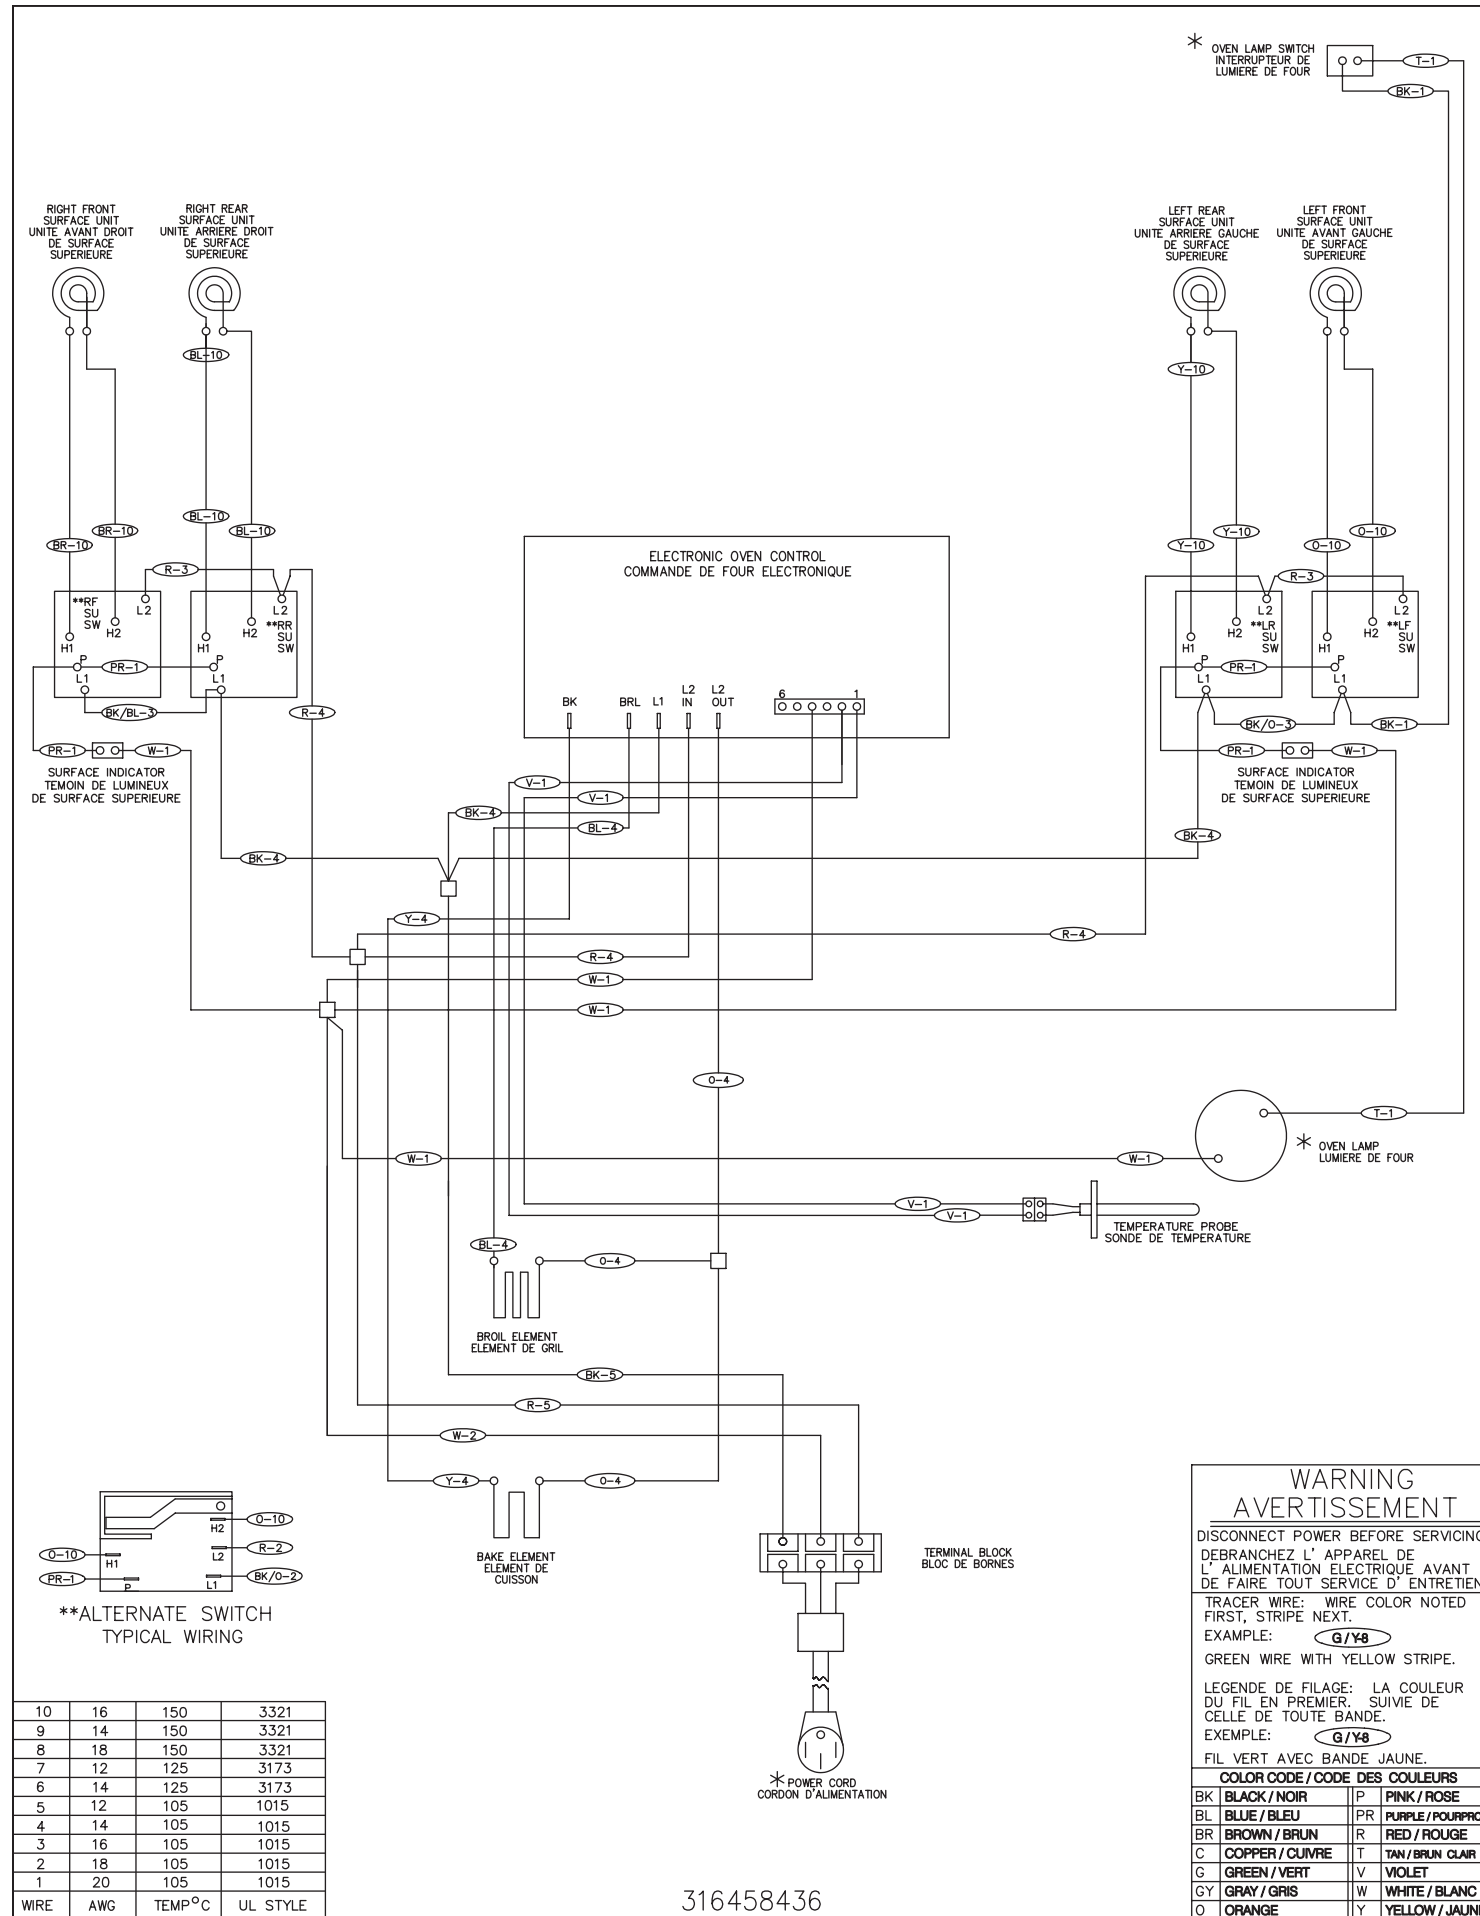 OVEN LAMP SWITCH
INTERRUPTEUR DE
LUMIERE DE FOUR
T-1
BK-1
RIGHT FRONT
SURFACE UNIT
UNITE AVANT DROIT
DE SURFACE
SUPERIEURE
RIGHT REAR
SURFACE UNIT
UNITE ARRIERE DROIT
DE SURFACE
SUPERIEURE
LEFT REAR
SURFACE UNIT
UNITE ARRIERE GAUCHE
DE SURFACE
SUPERIEURE
LEFT FRONT
SURFACE UNIT
UNITE AVANT GAUCHE
DE SURFACE
SUPERIEURE
BL-10
Y-10
BL-10
BR-10
BL-10
BR-10
Y-10
O-10
Y-10
O-10
ELECTRONIC OVEN CONTROL
COMMANDE DE FOUR ELECTRONIQUE
R-3
R-3
**RF
SU
SW
L2
H2
H1
P
L1
L2
**RR
SU
SW
H2
H1
P
L1
PR-1
BK/BL-3
R-4
L2
**LR
SU
SW
H2
H1
P
L1
L2
**LF
SU
SW
H2
H1
P
L1
PR-1
BK/O-3
BK-1
BK
BRL
L1
L2
IN
L2
OUT
6
1
PR-1
W-1
SURFACE INDICATOR
TEMOIN DE LUMINEUX
DE SURFACE SUPERIEURE
PR-1
W-1
SURFACE INDICATOR
TEMOIN DE LUMINEUX
DE SURFACE SUPERIEURE
V-1
V-1
BK-4
BL-4
BK-4
BK-4
Y-4
R-4
R-4
W-1
W-1
O-4
T-1
OVEN LAMP
LUMIERE DE FOUR
W-1
W-1
V-1
V-1
TEMPERATURE PROBE
SONDE DE TEMPERATURE
BL-4
O-4
BROIL ELEMENT
ELEMENT DE GRIL
BK-5
R-5
W-2
Y-4
O-4
BAKE ELEMENT
ELEMENT DE
CUISSON
TERMINAL BLOCK
BLOC DE BORNES
POWER CORD
CORDON D'ALIMENTATION
H2
O-10
L2
R-2
O-10
H1
PR-1
P
L1
BK/O-2
**ALTERNATE SWITCH
TYPICAL WIRING
10 16 150 3321
9 14 150 3321
8 18 150 3321
7 12 125 3173
6 14 125 3173
5 12 105 1015
4 14 105 1015
3 16 105 1015
2 18 105 1015
1 20 105 1015
WIRE AWG TEMP°C UL STYLE
316458436
WARNING
AVERTISSEMENT
DISCONNECT POWER BEFORE SERVICING
DEBRANCHEZ L' APPAREL DE
L' ALIMENTATION ELECTRIQUE AVANT
DE FAIRE TOUT SERVICE D' ENTRETIEN
TRACER WIRE: WIRE COLOR NOTED
FIRST, STRIPE NEXT.
EXAMPLE: G/Y-8
GREEN WIRE WITH YELLOW STRIPE.
LEGENDE DE FILAGE: LA COULEUR
DU FIL EN PREMIER. SUIVIE DE
CELLE DE TOUTE BANDE.
EXEMPLE: G/Y-8
FIL VERT AVEC BANDE JAUNE.
COLOR CODE / CODE DES COULEURS
BK BLACK / NOIR P PINK / ROSE
BL BLUE / BLEU PR PURPLE / POURPRO
BR BROWN / BRUN R RED / ROUGE
C COPPER / CUIVRE T TAN / BRUN CLAIR
G GREEN / VERT V VIOLET
GY GRAY / GRIS W WHITE / BLANC
O ORANGE Y YELLOW / JAUN